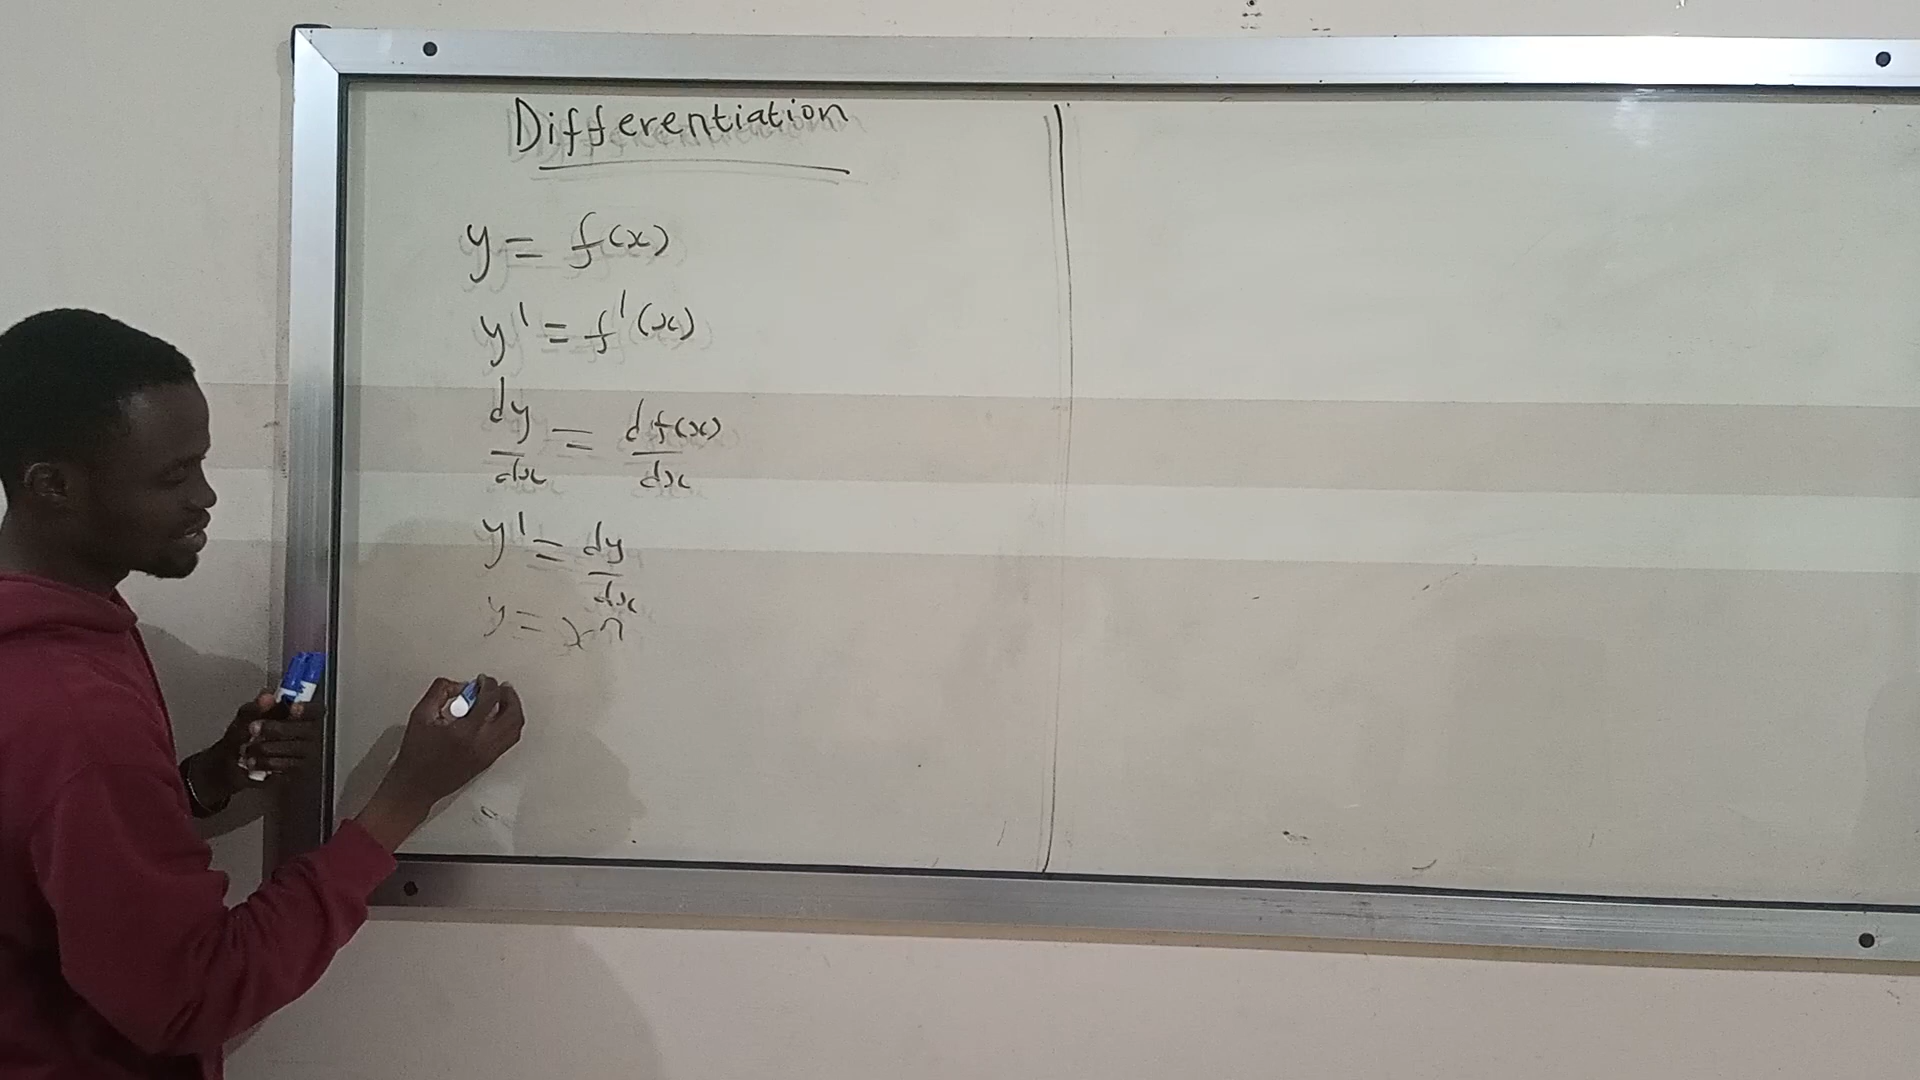 Differentiation
y = f(x)
y' = f'(x)
dy/dx = df(x)/dx
y' = dy/dx
y = x^n